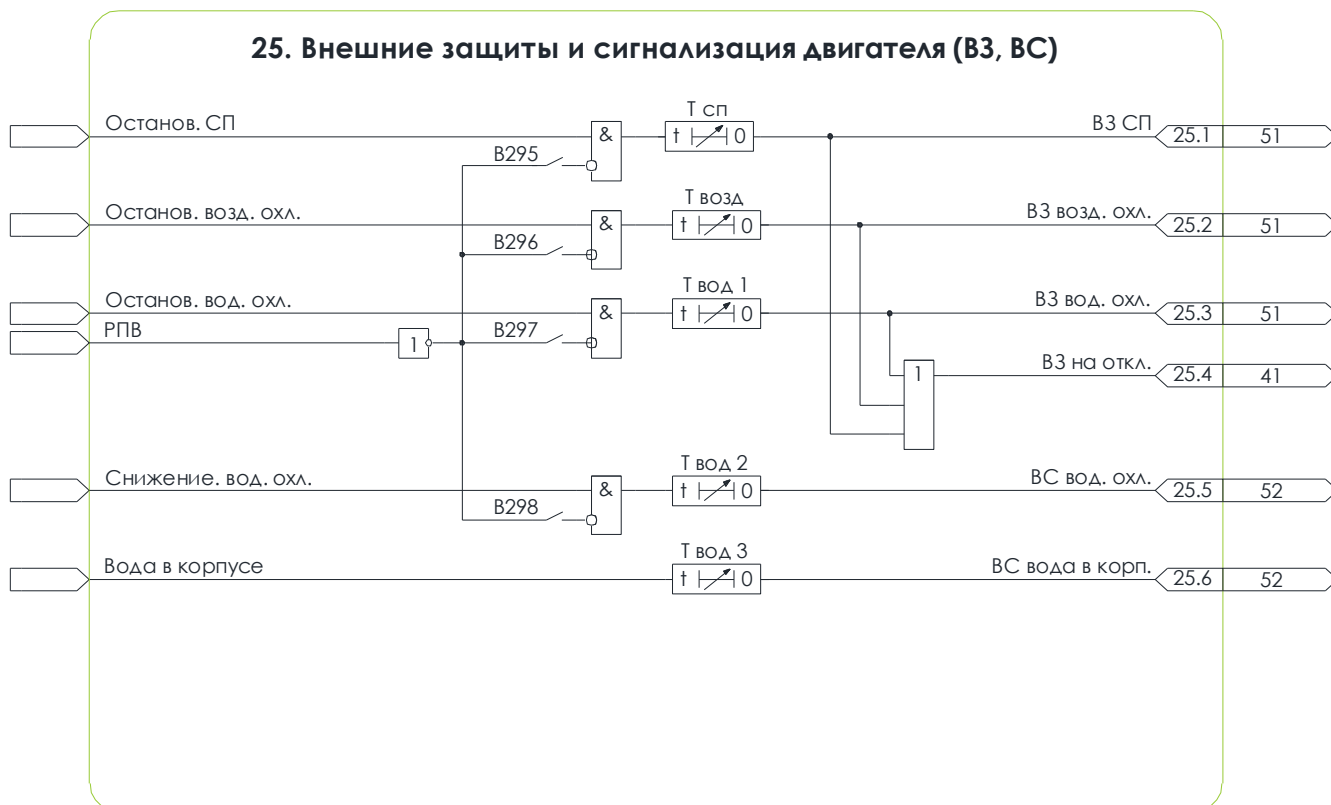 25. Внешние защиты и сигнализация двигателя (ВЗ, ВС)
Останов. СП
&
Т сп
t 0
ВЗ СП
25.1 51
В295
Останов. возд. охл.
&
Т возд
t 0
ВЗ возд. охл.
25.2 51
В296
Останов. вод. охл.
&
Т вод 1
t 0
ВЗ вод. охл.
25.3 51
РПВ
1
В297
1
ВЗ на откл.
25.4 41
Снижение. вод. охл.
&
Т вод 2
t 0
ВС вод. охл.
25.5 52
В298
Вода в корпусе
Т вод 3
t 0
ВС вода в корп.
25.6 52